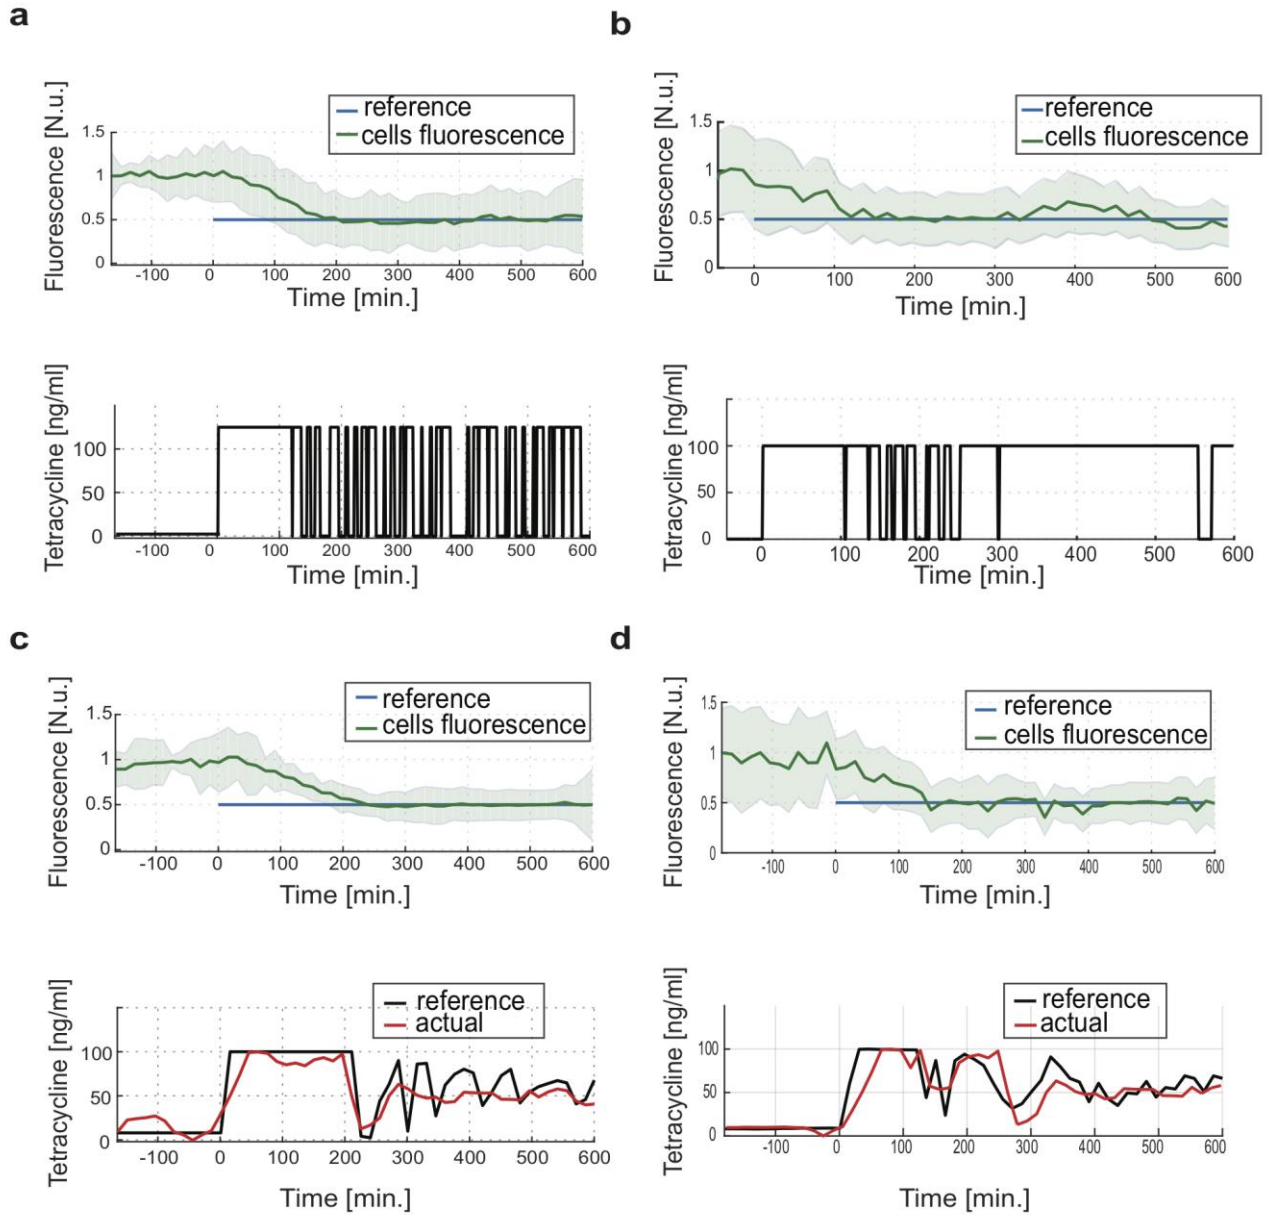 a
Fluorescence [N.u.]
reference
cells fluorescence
1.5
1
0.5
0
-100 0 100 200 300 400 500 600
Time [min.]
Tetracycline [ng/ml]
100
50
0
-100 0 100 200 300 400 500 600
Time [min.]
b
Fluorescence [N.u.]
reference
cells fluorescence
1.5
1
0.5
0
0 100 200 300 400 500 600
Time [min.]
Tetracycline [ng/ml]
100
50
0
0 100 200 300 400 500 600
Time [min.]
c
Fluorescence [N.u.]
reference
cells fluorescence
1.5
1
0.5
0
-100 0 100 200 300 400 500 600
Time [min.]
Tetracycline [ng/ml]
reference
actual
100
50
0
-100 0 100 200 300 400 500 600
Time [min.]
d
Fluorescence [N.u.]
reference
cells fluorescence
1.5
1
0.5
0
-100 0 100 200 300 400 500 600
Time [min.]
Tetracycline [ng/ml]
reference
actual
100
50
0
-100 0 100 200 300 400 500 600
Time [min.]